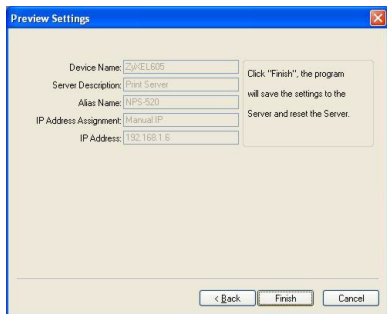 Preview Settings
Device Name: ZyXEL605
Server Description: Print Server
Alias Name: NPS-520
IP Address Assignment: Manual IP
IP Address: 192.168.1.6
Click "Finish", the program
will save the settings to the
Server and reset the Server.
< Back
Finish
Cancel